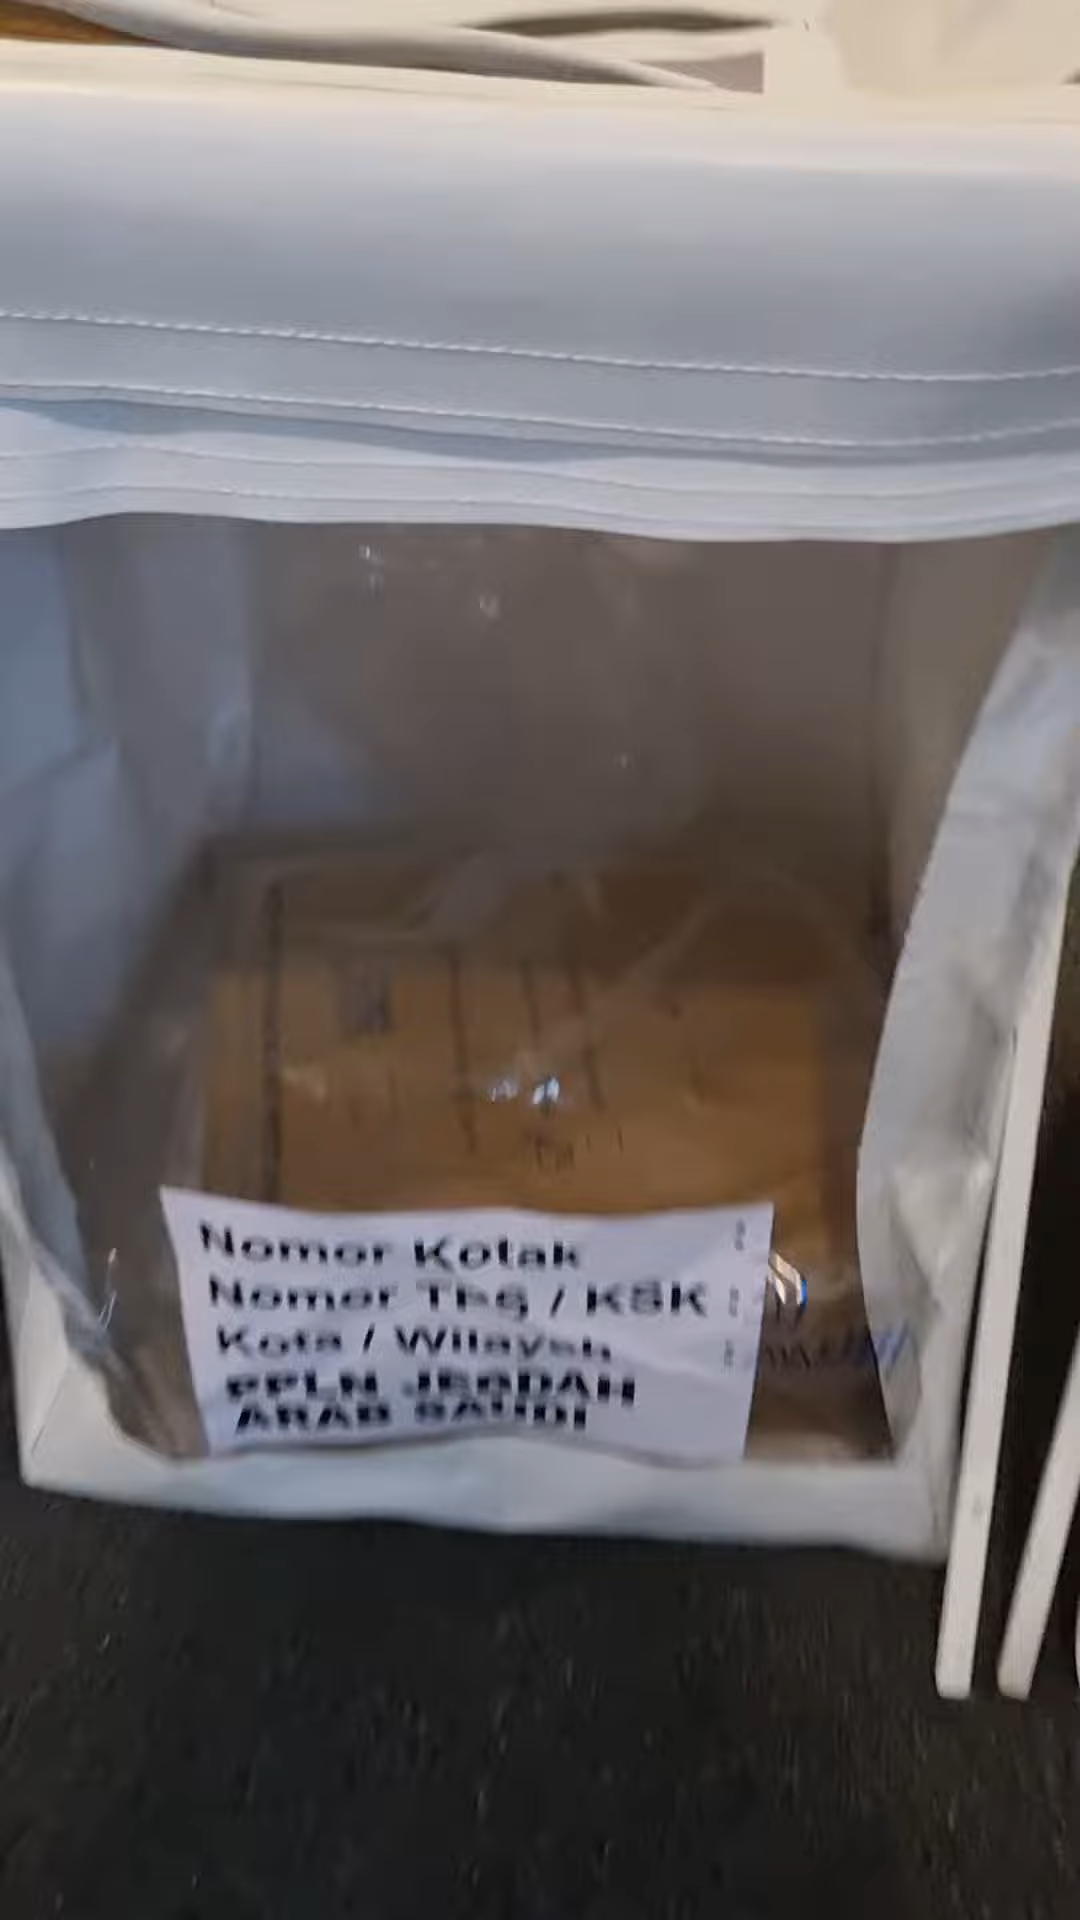 Nomor Kotak :
Nomor Tps / KSK :
Kota / Wilayah :
PPLN JEDDAH
ARAB SAUDI